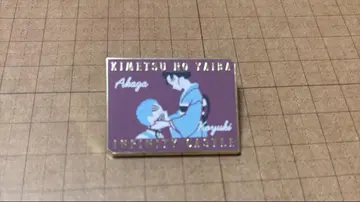 KIMETSU NO YAIBA
Akaza
Koyuki
INFINITY CASTLE